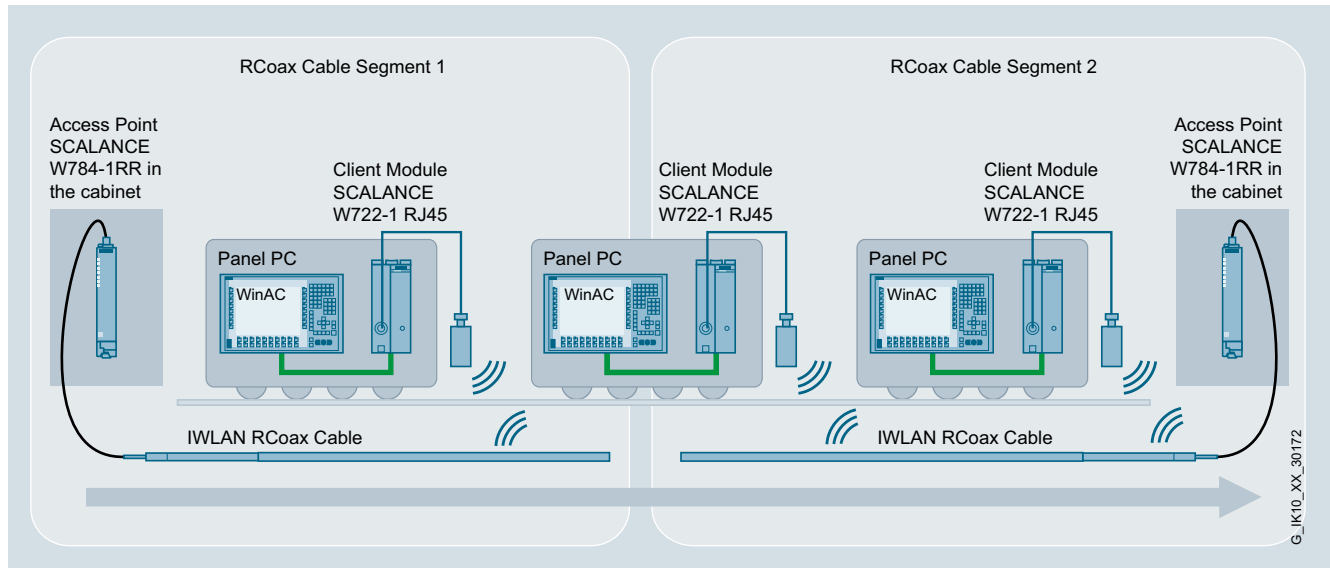 RCoax Cable Segment 1
RCoax Cable Segment 2
Access Point
SCALANCE
W784-1RR in
the cabinet
Client Module
SCALANCE
W722-1 RJ45
Client Module
SCALANCE
W722-1 RJ45
Client Module
SCALANCE
W722-1 RJ45
Access Point
SCALANCE
W784-1RR in
the cabinet
Panel PC
WinAC
Panel PC
WinAC
Panel PC
WinAC
IWLAN RCoax Cable
IWLAN RCoax Cable
G_IK10_XX_30172